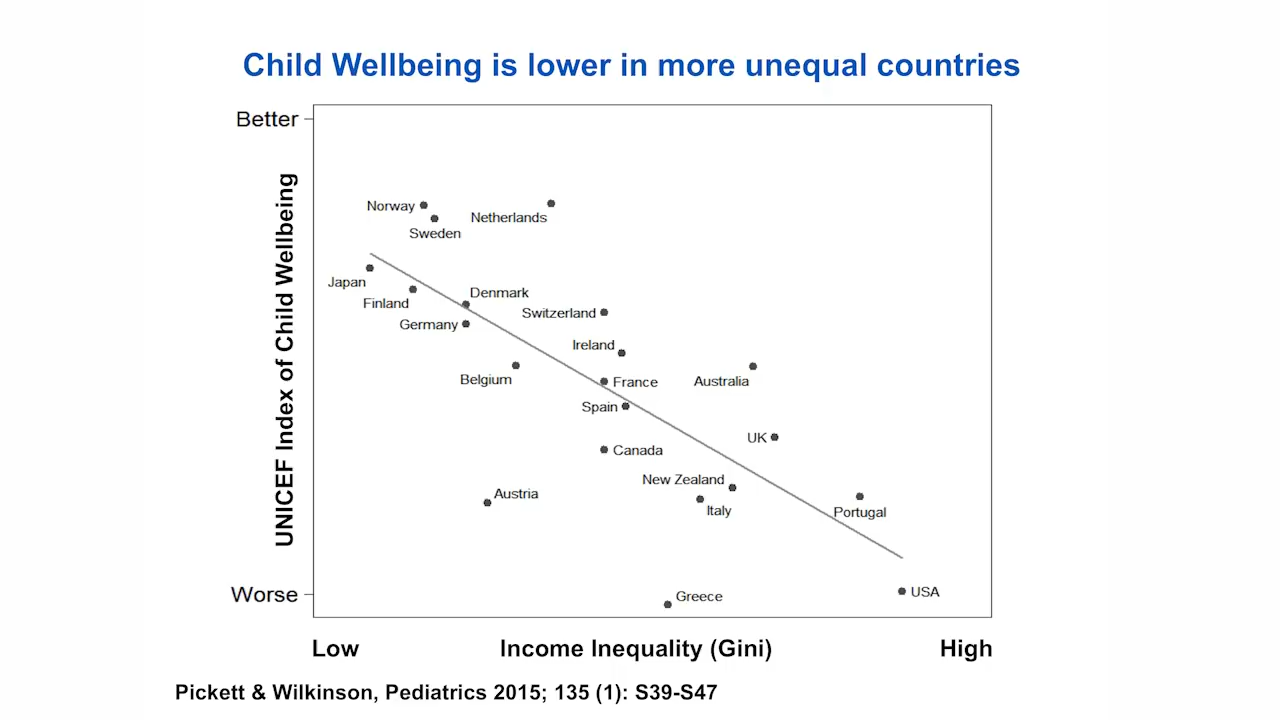 Child Wellbeing is lower in more unequal countries
Better
UNICEF Index of Child Wellbeing
Worse
Norway
Sweden
Netherlands
Japan
Finland
Denmark
Germany
Switzerland
Ireland
Belgium
France
Australia
Spain
UK
Canada
New Zealand
Austria
Italy
Portugal
Greece
USA
Low
Income Inequality (Gini)
High
Pickett & Wilkinson, Pediatrics 2015; 135 (1): S39-S47